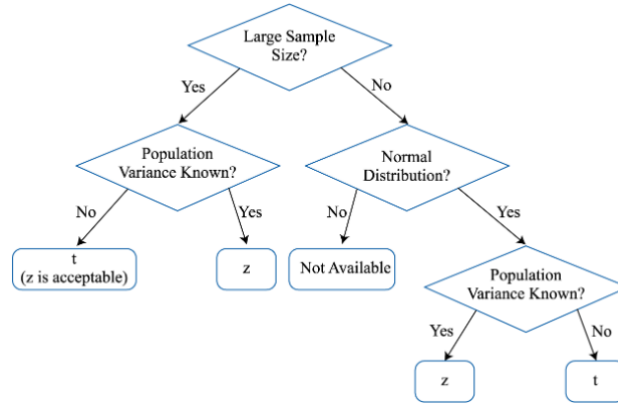 Large Sample
Size?
Yes
No
Population
Variance Known?
Normal
Distribution?
No
Yes
No
Yes
t
(z is acceptable)
z
Not Available
Population
Variance Known?
Yes
No
z
t